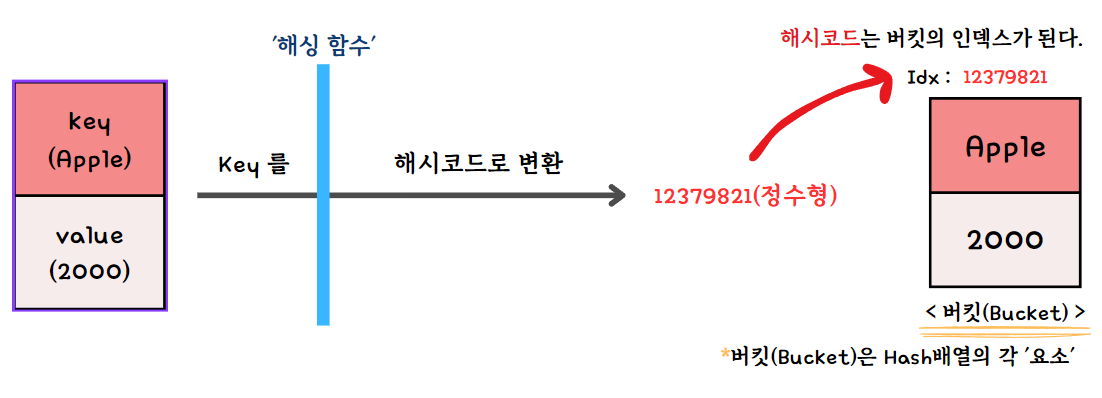 '해싱 함수'
해시코드는 버킷의 인덱스가 된다.
Idx : 12379821
key
(Apple)
value
(2000)
Key 를
해시코드로 변환
12379821(정수형)
Apple
2000
< 버킷(Bucket) >
*버킷(Bucket)은 Hash배열의 각 '요소'